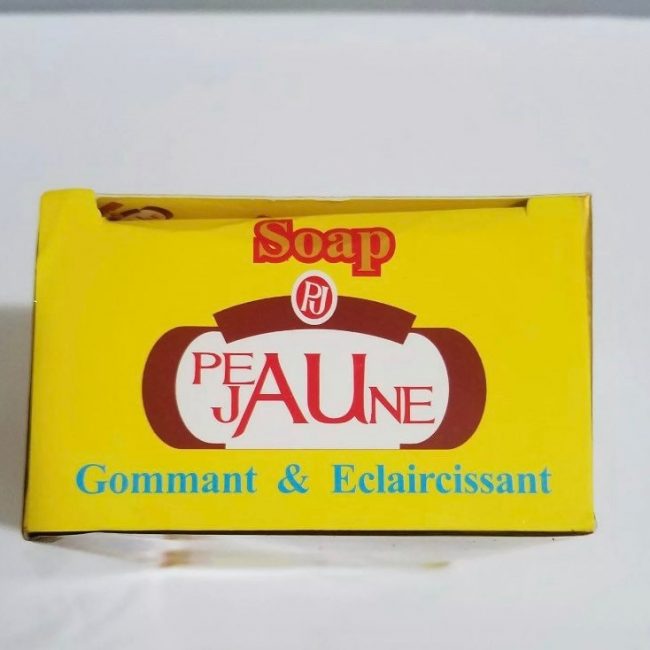 Soap
PJ
PEAU
JAUNE
Gommant & Eclaircissant